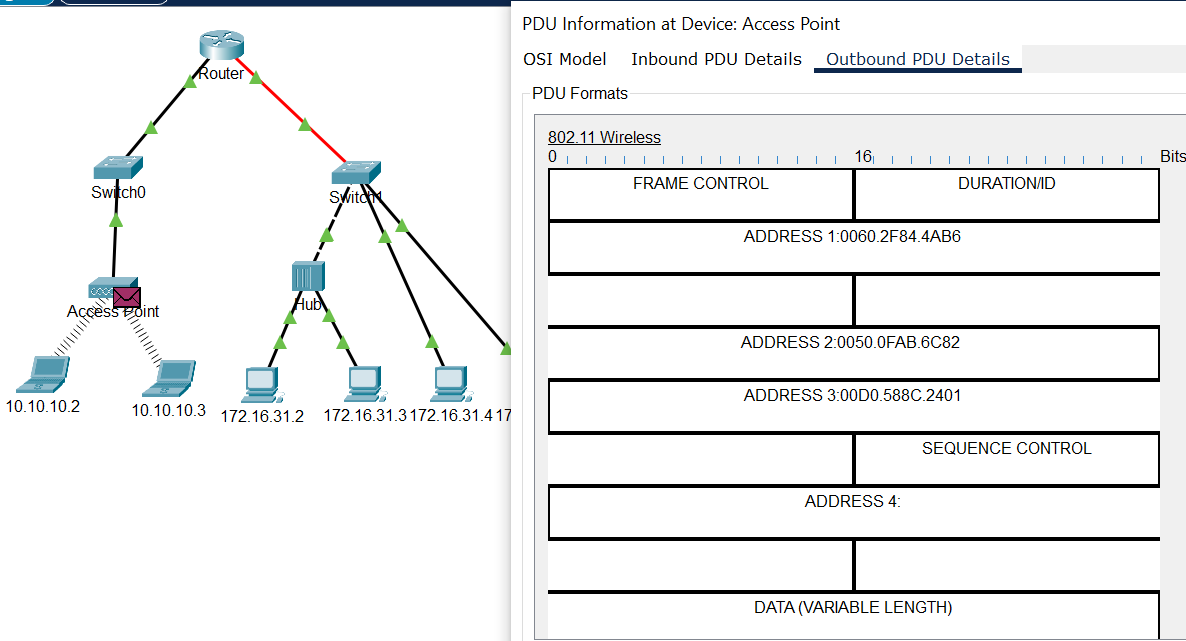 Router
Switch0
Switch1
Hub
Access Point
10.10.10.2
10.10.10.3
172.16.31.2
172.16.31.3
172.16.31.4
17
PDU Information at Device: Access Point
OSI Model
Inbound PDU Details
Outbound PDU Details
PDU Formats
802.11 Wireless
0
16
Bits
FRAME CONTROL
DURATION/ID
ADDRESS 1:0060.2F84.4AB6
ADDRESS 2:0050.0FAB.6C82
ADDRESS 3:00D0.588C.2401
SEQUENCE CONTROL
ADDRESS 4:
DATA (VARIABLE LENGTH)